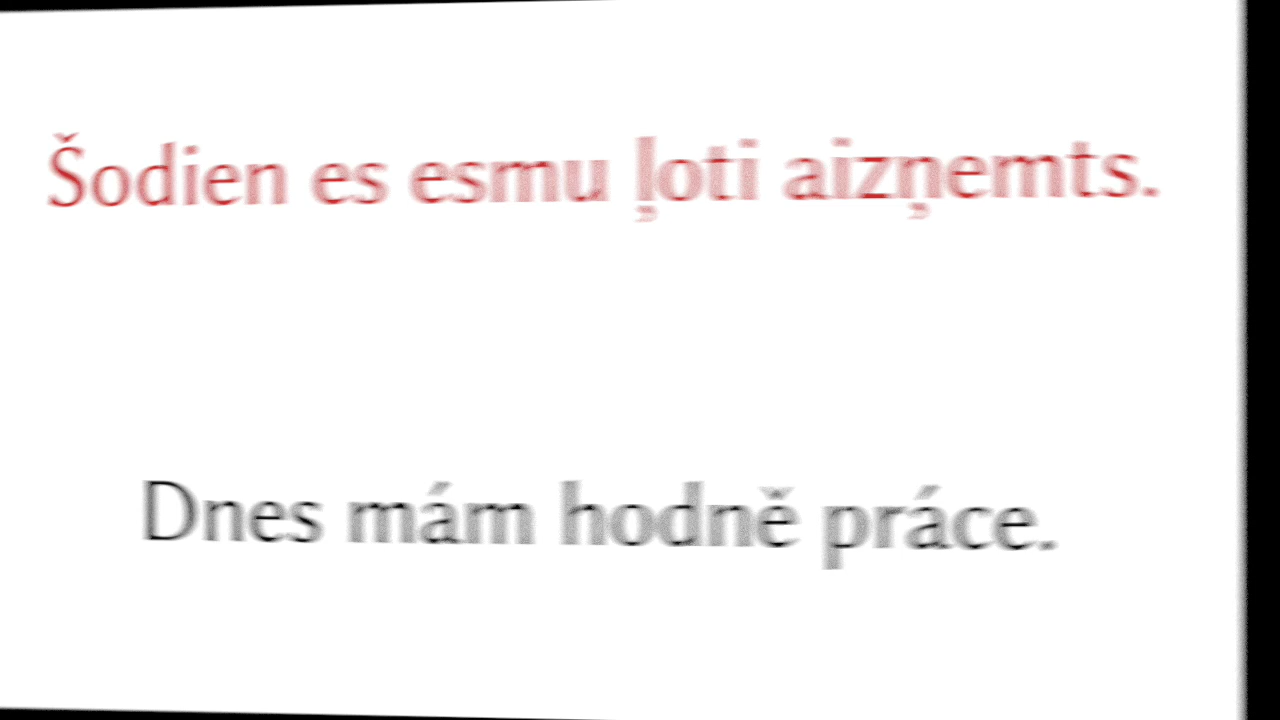 Šodien es esmu ļoti aizņemts.
Dnes mám hodně práce.